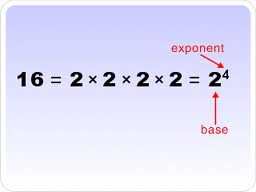 exponent
16 = 2 × 2 × 2 × 2 = 2⁴
base